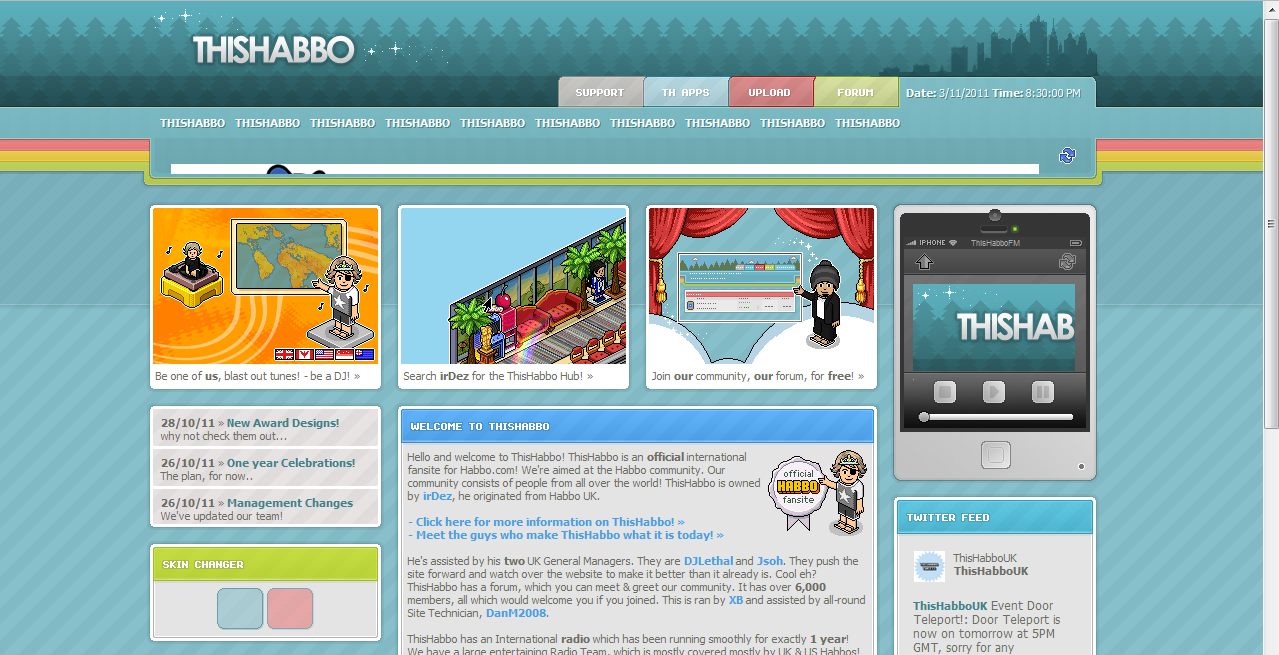 THISHABBO
SUPPORT
TH APPS
UPLOAD
FORUM
Date: 3/11/2011 Time: 8:30:00 PM
THISHABBO THISHABBO THISHABBO THISHABBO THISHABBO THISHABBO THISHABBO THISHABBO THISHABBO THISHABBO
Be one of us, blast out tunes! - be a DJ! »
Search irDez for the ThisHabbo Hub! »
Join our community, our forum, for free! »
IPHONE
ThisHabboFM
THISHAB
28/10/11 » New Award Designs!
why not check them out...
26/10/11 » One year Celebrations!
The plan, for now..
26/10/11 » Management Changes
We've updated our team!
SKIN CHANGER
WELCOME TO THISHABBO
Hello and welcome to ThisHabbo! ThisHabbo is an official international
fansite for Habbo.com! We're aimed at the Habbo community. Our
community consists of people from all over the world! ThisHabbo is owned
by irDez, he originated from Habbo UK.
official
HABBO
fansite
- Click here for more information on ThisHabbo! »
- Meet the guys who make ThisHabbo what it is today! »
He's assisted by his two UK General Managers. They are DJLethal and Jsoh. They push the
site forward and watch over the website to make it better than it already is. Cool eh?
ThisHabbo has a forum, which you can meet & greet our community. It has over 6,000
members, all which would welcome you if you joined. This is ran by XB and assisted by all-round
Site Technician, DanM2008.
ThisHabbo has an International radio which has been running smoothly for exactly 1 year!
We have a large entertaining Radio Team, which is mostly covered mostly by UK & US Habbos!
TWITTER FEED
ThisHabboUK
ThisHabboUK
ThisHabboUK Event Door
Teleport!: Door Teleport is
now on tomorrow at 5PM
GMT, sorry for any